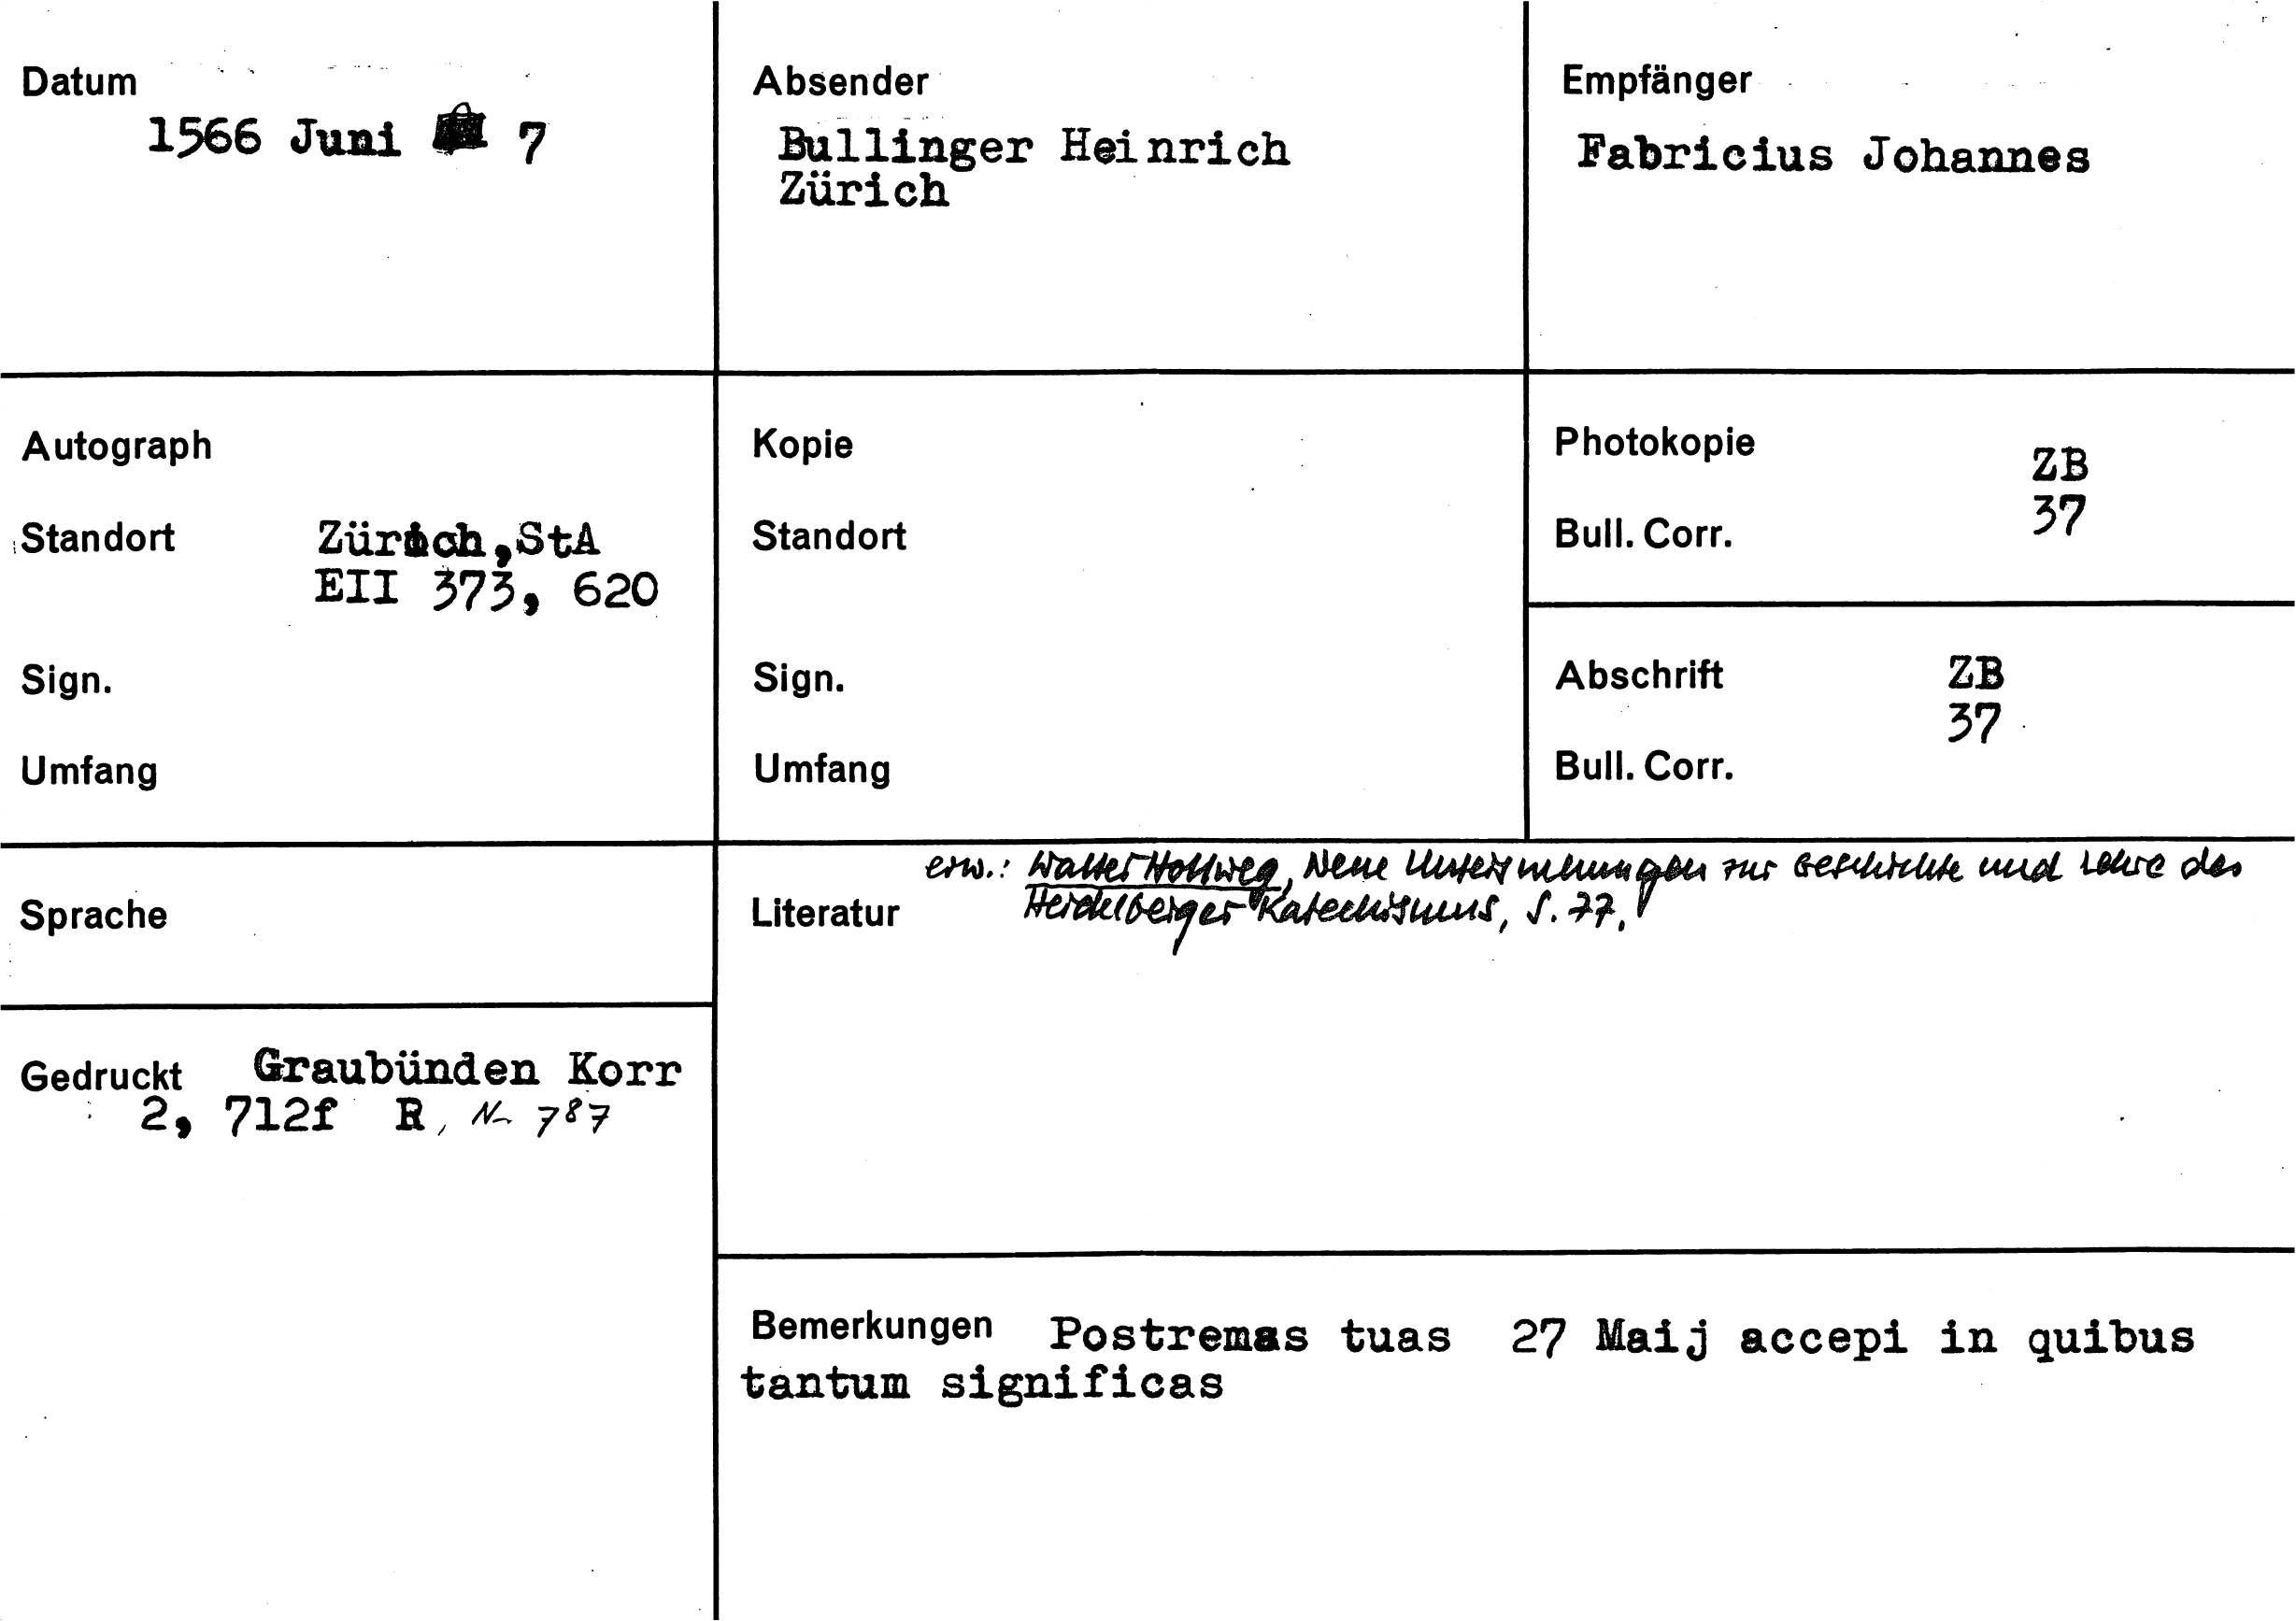 Datum
1566 Juni 7
Absender
Bullinger Heinrich
Zürich
Empfänger
Fabricius Johannes
Autograph
Standort Zürich,StA
EII 373, 620
Sign.
Umfang
Kopie
Standort
Sign.
Umfang
Photokopie ZB
37
Bull. Corr.
Abschrift ZB
37
Bull. Corr.
Sprache
Gedruckt Graubünden Korr
2, 712f R, N. 787
erw.: Walter Hollweg, Neue Untersuchungen zur Geschichte und Lehre des
Literatur Heidelberger Katechismus, S. 77.
Bemerkungen Postremas tuas 27 Maij accepi in quibus
tantum significas